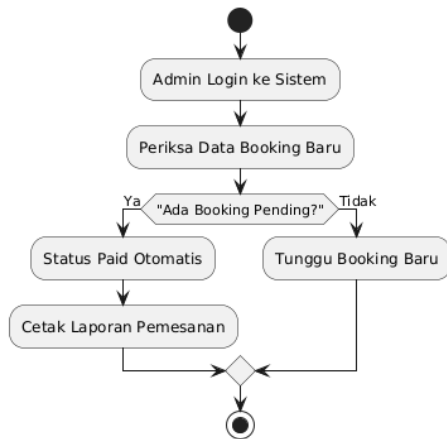 Admin Login ke Sistem
Periksa Data Booking Baru
"Ada Booking Pending?"
Ya
Tidak
Status Paid Otomatis
Tunggu Booking Baru
Cetak Laporan Pemesanan